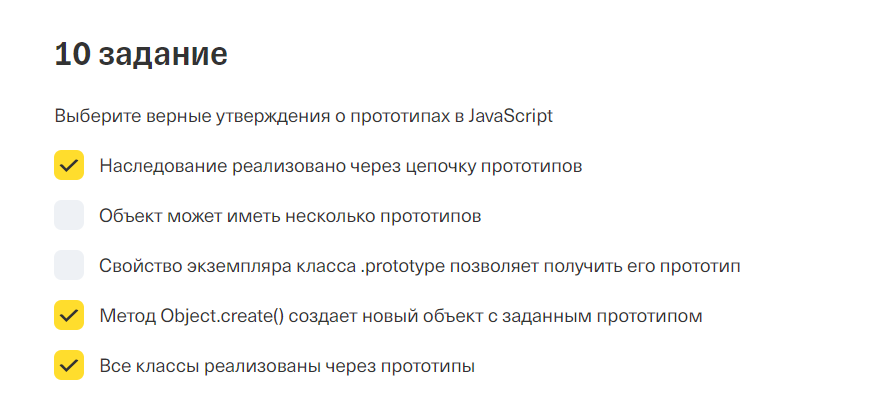 10 задание
Выберите верные утверждения о прототипах в JavaScript
Наследование реализовано через цепочку прототипов
Объект может иметь несколько прототипов
Свойство экземпляра класса .prototype позволяет получить его прототип
Метод Object.create() создает новый объект с заданным прототипом
Все классы реализованы через прототипы